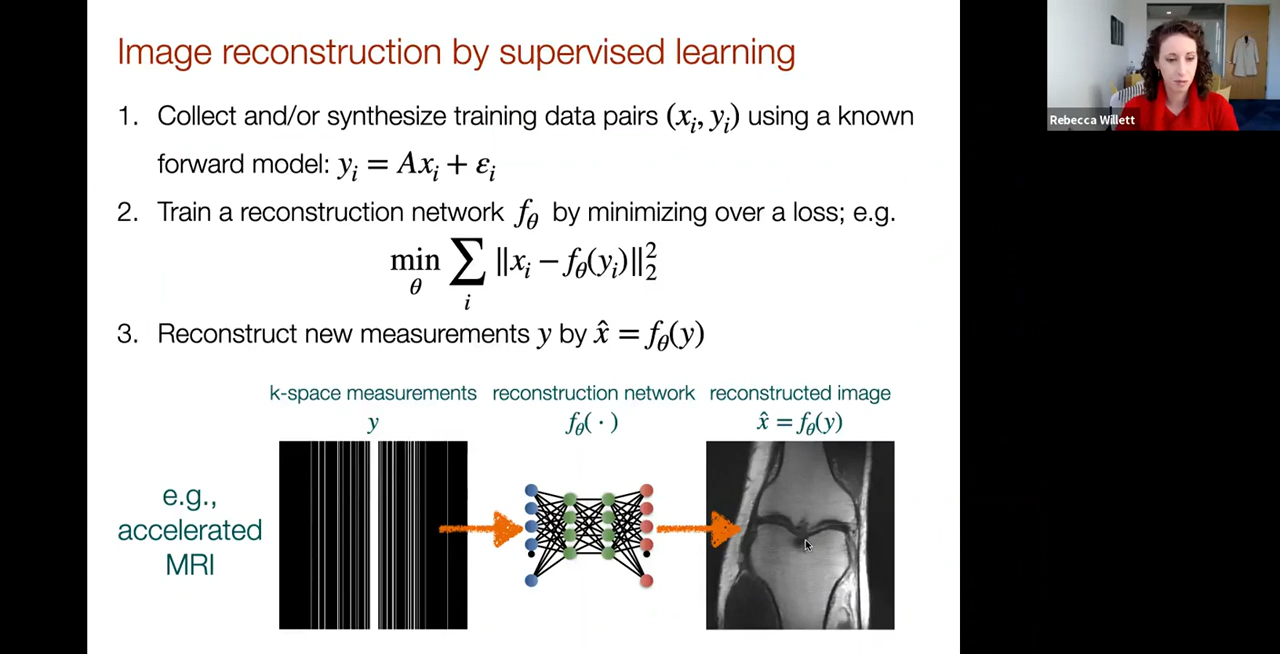 Image reconstruction by supervised learning
1. Collect and/or synthesize training data pairs (xᵢ, yᵢ) using a known
forward model: yᵢ = Axᵢ + εᵢ
2. Train a reconstruction network f_θ by minimizing over a loss; e.g.
min_θ ∑_i ‖xᵢ − f_θ(yᵢ)‖₂²
3. Reconstruct new measurements y by x̂ = f_θ(y)
k-space measurements reconstruction network reconstructed image
y f_θ( · ) x̂ = f_θ(y)
e.g.,
accelerated
MRI
Rebecca Willett